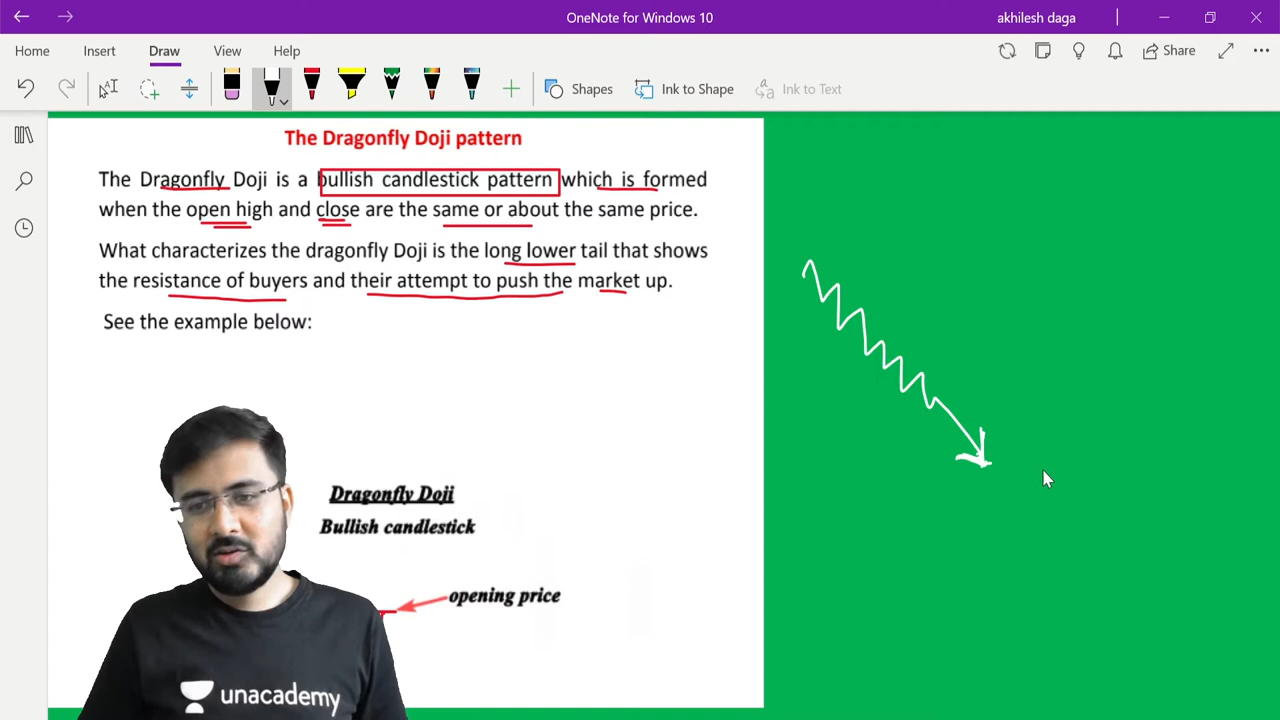 OneNote for Windows 10
akhilesh daga
Home Insert Draw View Help
Share
Shapes
Ink to Shape
Ink to Text
The Dragonfly Doji pattern
The Dragonfly Doji is a bullish candlestick pattern which is formed
when the open high and close are the same or about the same price.
What characterizes the dragonfly Doji is the long lower tail that shows
the resistance of buyers and their attempt to push the market up.
See the example below:
Dragonfly Doji
Bullish candlestick
opening price
unacademy